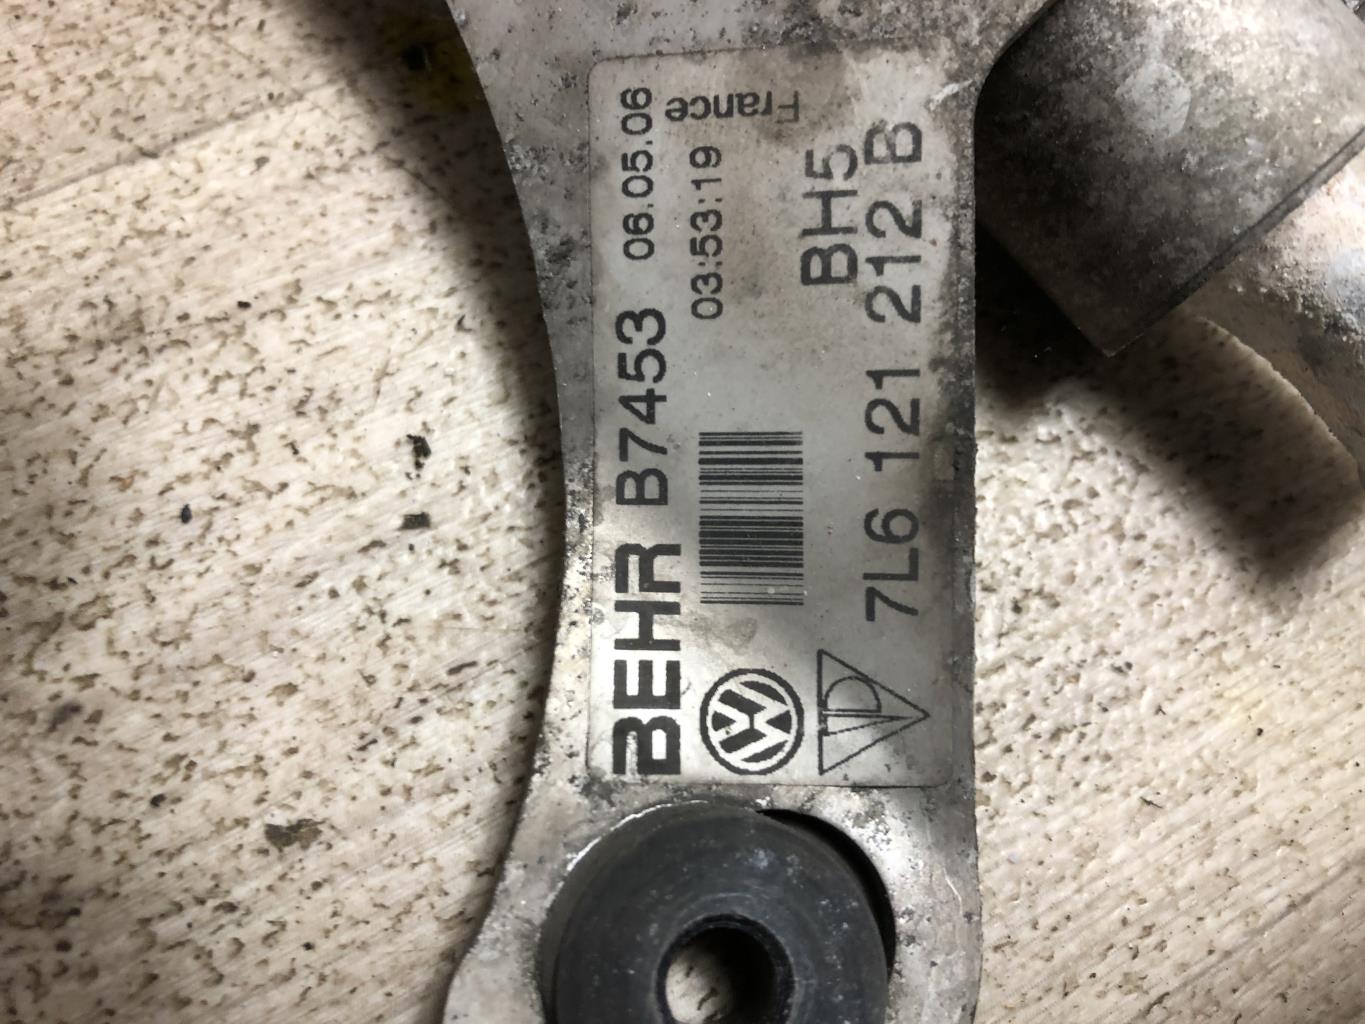 BEHR B7453 06.05.06
03:53:19 France
BH5
7L6 121 212 B